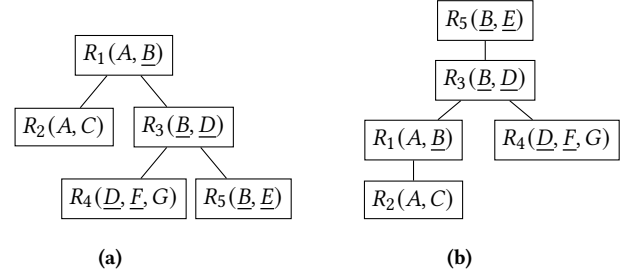 R₁(A, B)
R₂(A, C)
R₃(B, D)
R₄(D, F, G)
R₅(B, E)
(a)
R₅(B, E)
R₃(B, D)
R₁(A, B)
R₄(D, F, G)
R₂(A, C)
(b)